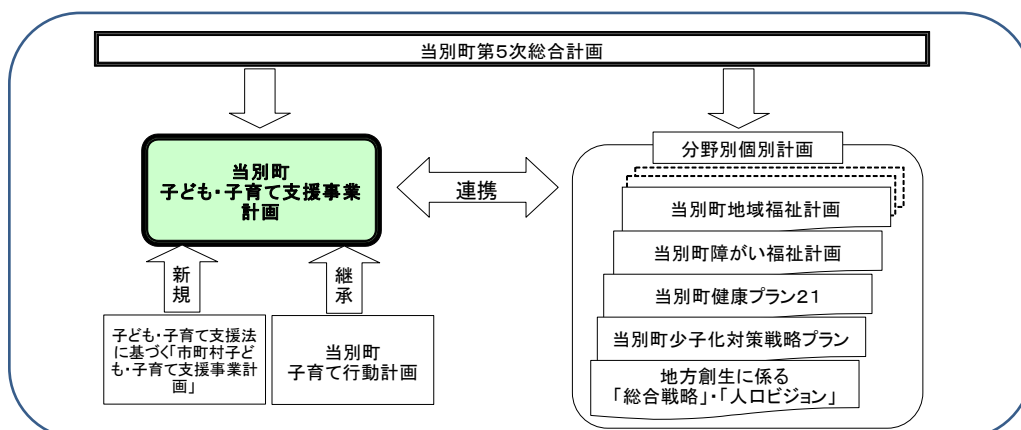 当別町第5次総合計画
当別町
子ども・子育て支援事業
計画
連携
分野別個別計画
当別町地域福祉計画
当別町障がい福祉計画
当別町健康プラン21
当別町少子化対策戦略プラン
地方創生に係る
「総合戦略」・「人口ビジョン」
新規
継承
子ども・子育て支援法
に基づく「市町村子ど
も・子育て支援事業計
画」
当別町
子育て行動計画